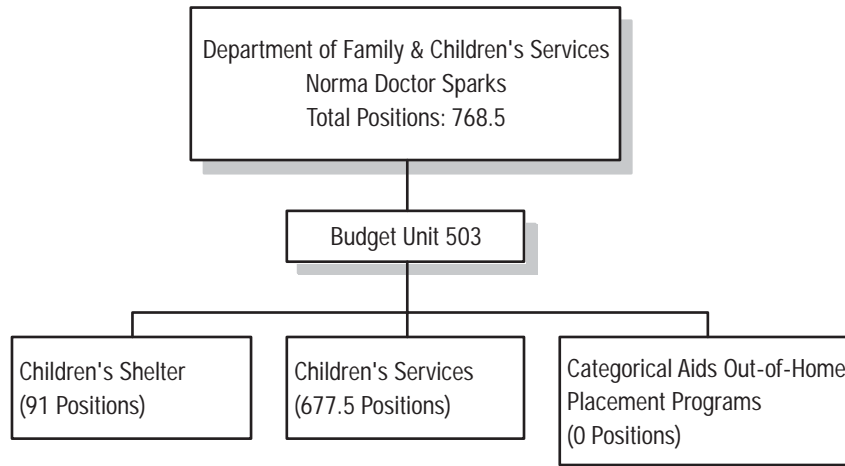 Department of Family & Children's Services
Norma Doctor Sparks
Total Positions: 768.5
Budget Unit 503
Children's Shelter
(91 Positions)
Children's Services
(677.5 Positions)
Categorical Aids Out-of-Home
Placement Programs
(0 Positions)